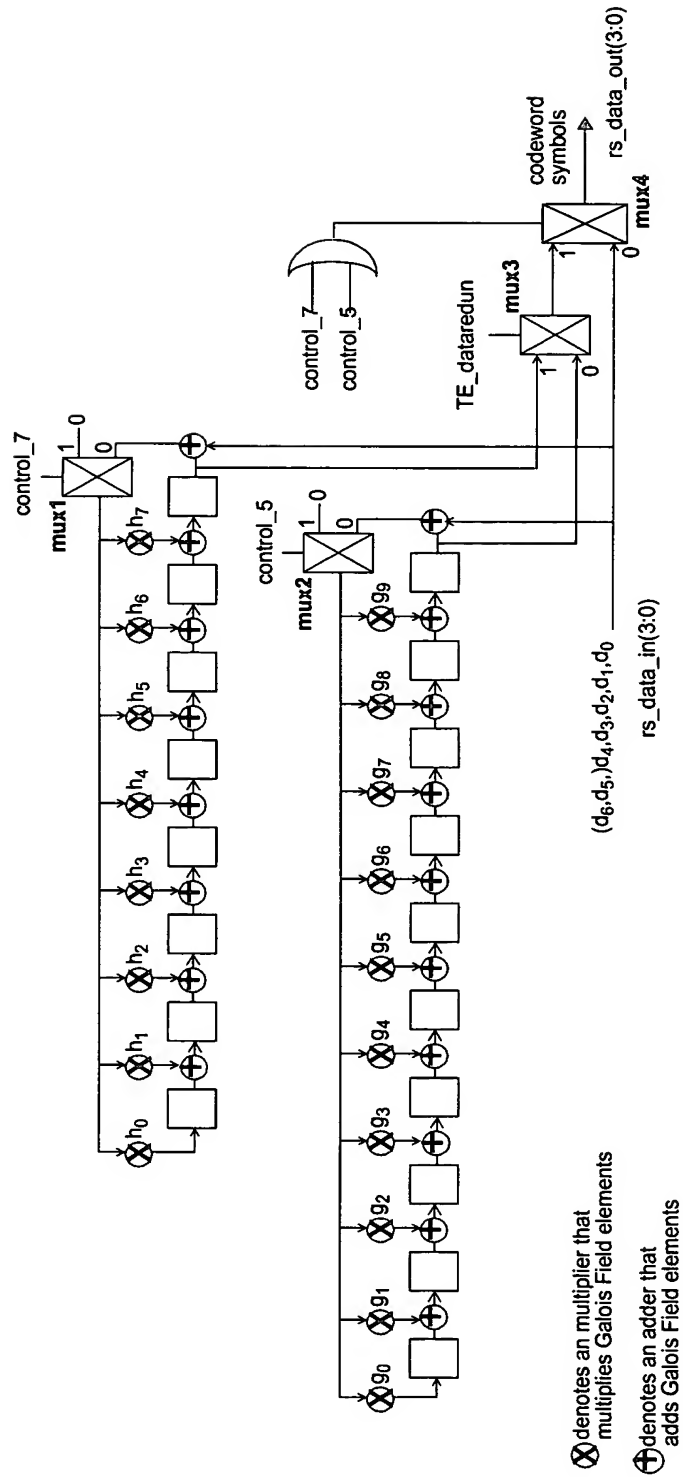 control_7
1
0
0
mux1
h0
h1
h2
h3
h4
h5
h6
h7
control_5
1
0
0
mux2
g0
g1
g2
g3
g4
g5
g6
g7
g8
g9
control_7
control_5
TE_dataredun
mux3
1
0
codeword
symbols
mux4
1
0
rs_data_out(3:0)
(d6,d5,)d4,d3,d2,d1,d0
rs_data_in(3:0)
denotes an multiplier that
multiplies Galois Field elements
denotes an adder that
adds Galois Field elements